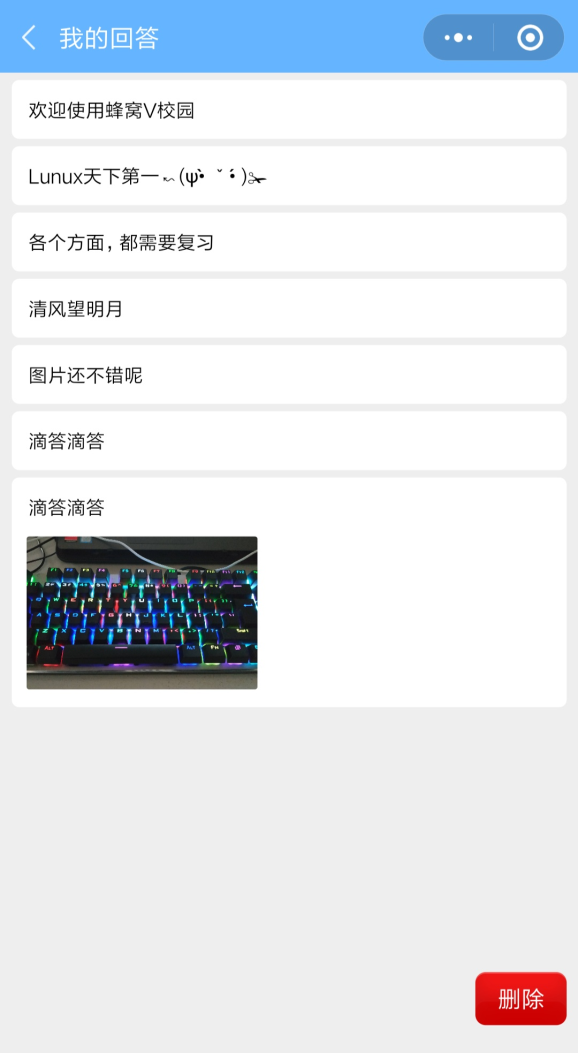 我的回答
欢迎使用蜂窝V校园
Lunux天下第一↜(ψ•̀ ˇ •́)✁
各个方面，都需要复习
清风望明月
图片还不错呢
滴答滴答
滴答滴答
删除